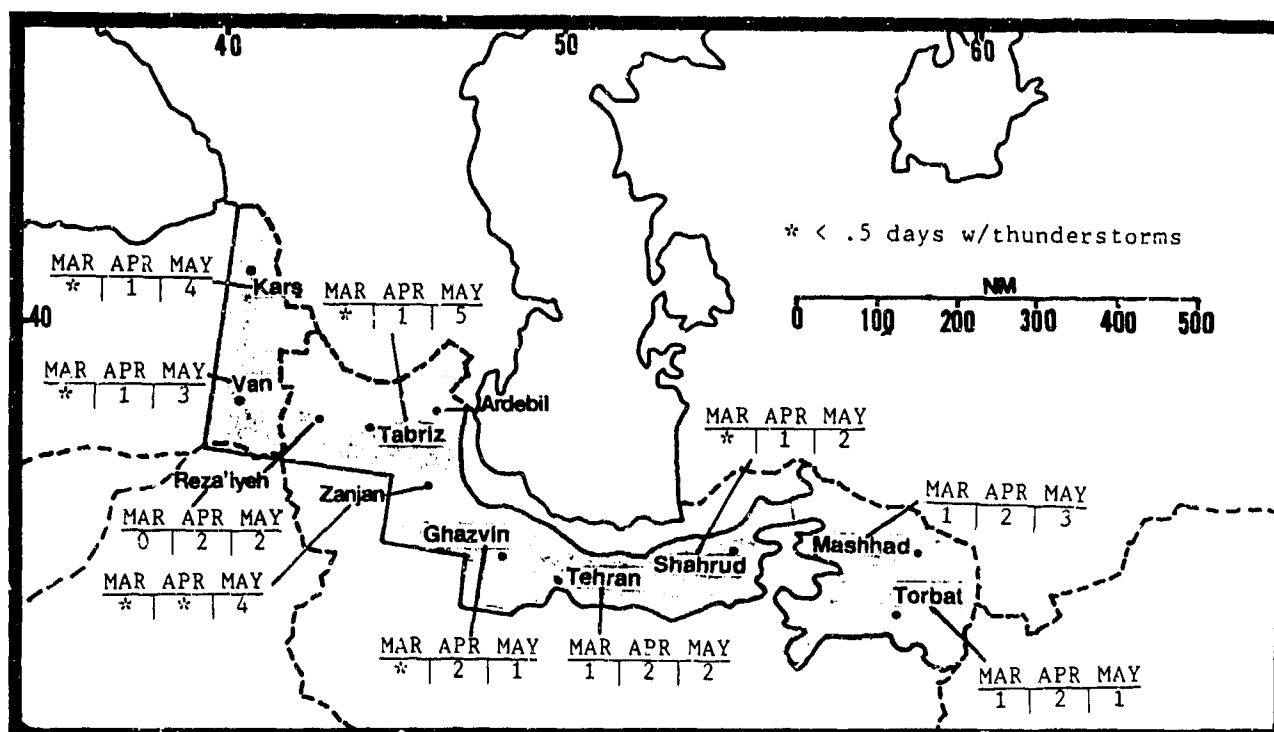 40 50 60
* < .5 days w/thunderstorms
NM
0 100 200 300 400 500
40
MAR APR MAY
* 1 4
Kars
MAR APR MAY
* 1 5
MAR APR MAY
* 1 3
Van
Ardebil
Tabriz
MAR APR MAY
* 1 2
Reza'iyeh
Zanjan
MAR APR MAY
0 2 2
MAR APR MAY
* * 4
Ghazvin
Tehran
Shahrud
MAR APR MAY
1 2 3
Mashhad
Torbat
MAR APR MAY
* 2 1
MAR APR MAY
1 2 2
MAR APR MAY
1 2 1